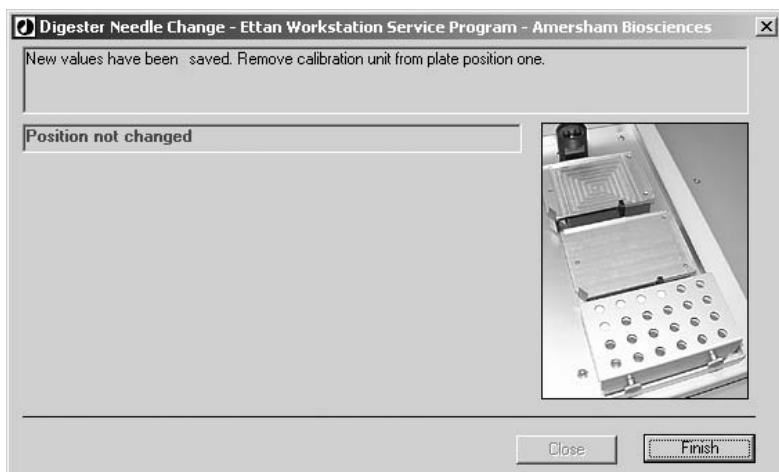 Digester Needle Change - Ettan Workstation Service Program - Amersham Biosciences
New values have been  saved. Remove calibration unit from plate position one.
Position not changed
Close
Finish